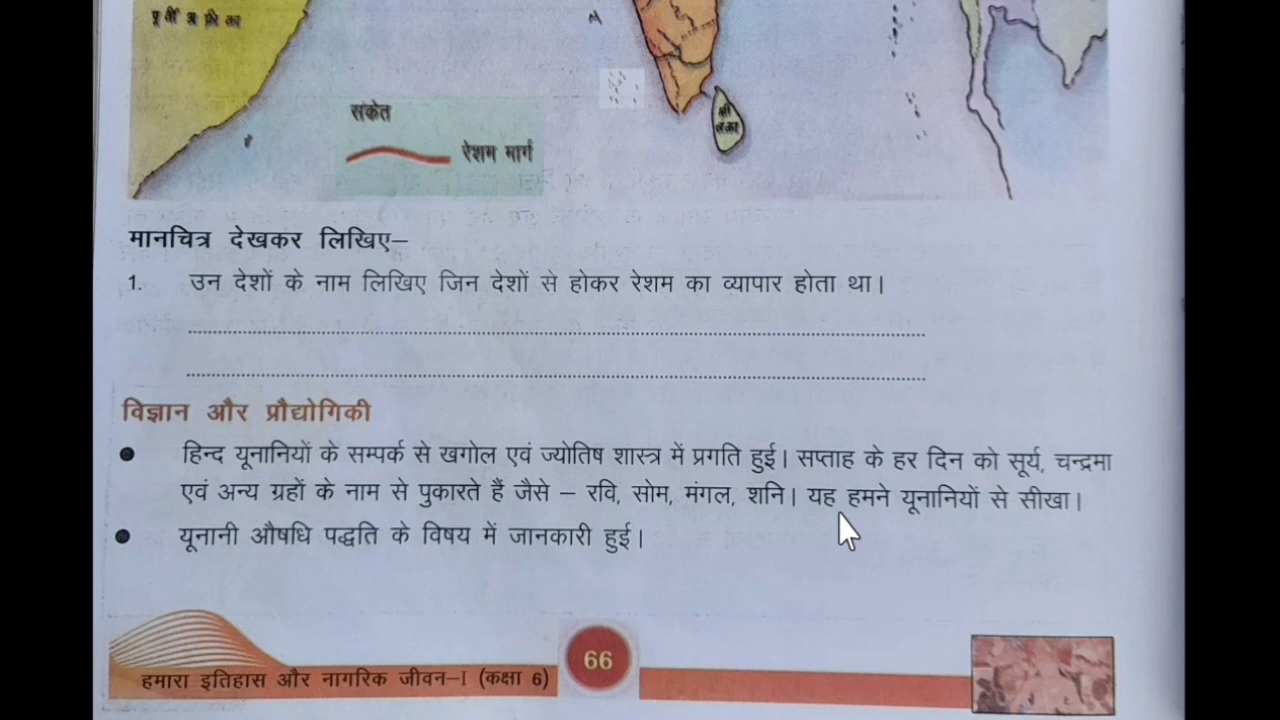 पूर्वी अफ्रीका
श्री
लंका
संकेत
रेशम मार्ग
मानचित्र देखकर लिखिए–
1. उन देशों के नाम लिखिए जिन देशों से होकर रेशम का व्यापार होता था।
विज्ञान और प्रौद्योगिकी
● हिन्द यूनानियों के सम्पर्क से खगोल एवं ज्योतिष शास्त्र में प्रगति हुई। सप्ताह के हर दिन को सूर्य, चन्द्रमा
एवं अन्य ग्रहों के नाम से पुकारते हैं जैसे – रवि, सोम, मंगल, शनि। यह हमने यूनानियों से सीखा।
● यूनानी औषधि पद्धति के विषय में जानकारी हुई।
66
हमारा इतिहास और नागरिक जीवन–I (कक्षा 6)